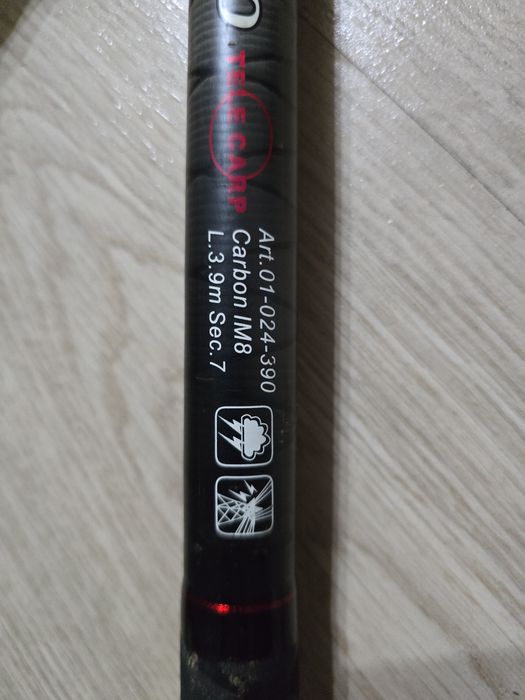 TELE CARP
Art.01-024-390
Carbon IM8
L.3.9m Sec.7